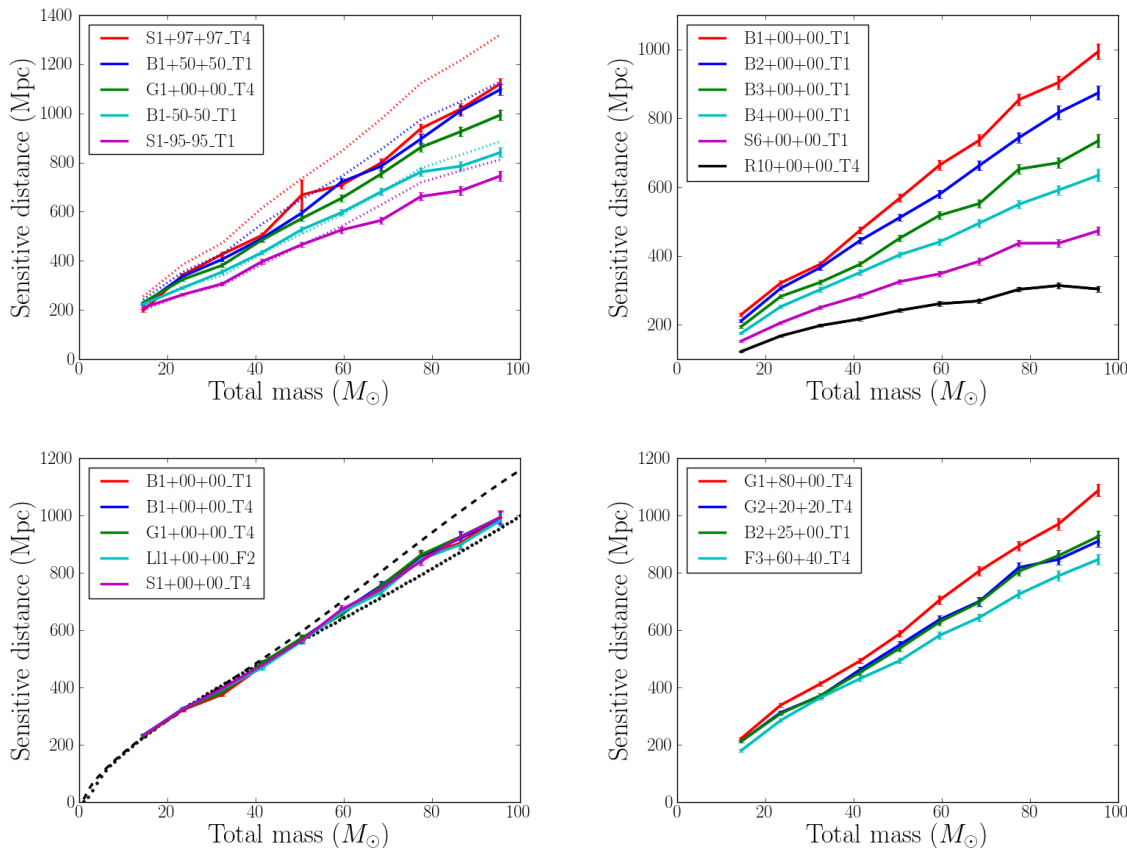 1400
1200
1000
800
600
400
200
0
Sensitive distance (Mpc)
S1+97+97_T4
B1+50+50_T1
G1+00+00_T4
B1-50-50_T1
S1-95-95_T1
0 20 40 60 80 100
Total mass (M⊙)
1000
800
600
400
200
Sensitive distance (Mpc)
B1+00+00_T1
B2+00+00_T1
B3+00+00_T1
B4+00+00_T1
S6+00+00_T1
R10+00+00_T4
0 20 40 60 80 100
Total mass (M⊙)
1200
1000
800
600
400
200
0
Sensitive distance (Mpc)
B1+00+00_T1
B1+00+00_T4
G1+00+00_T4
Ll1+00+00_F2
S1+00+00_T4
0 20 40 60 80 100
Total mass (M⊙)
1200
1000
800
600
400
200
0
Sensitive distance (Mpc)
G1+80+00_T4
G2+20+20_T4
B2+25+00_T1
F3+60+40_T4
0 20 40 60 80 100
Total mass (M⊙)